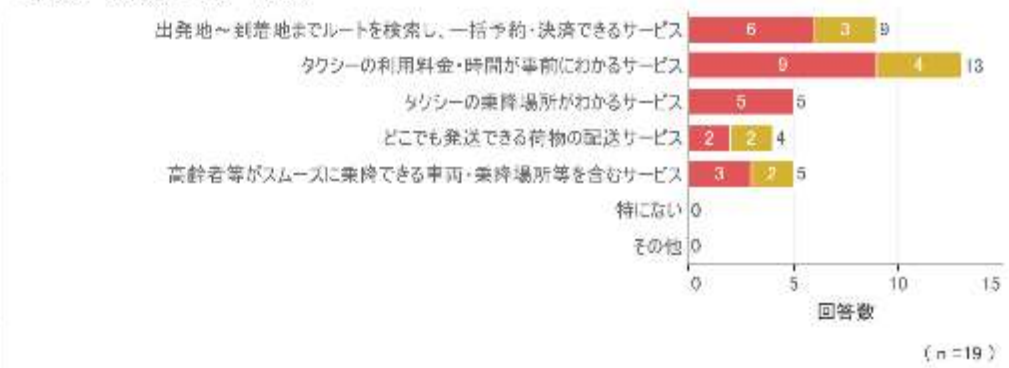 出発地～到着地までルートを検索し、一括予約・決済できるサービス 6 3 9
タクシーの利用料金・時間が事前にわかるサービス 9 4 13
タクシーの乗降場所がわかるサービス 5 5
どこでも発送できる荷物の配送サービス 2 2 4
高齢者等がスムーズに乗降できる車両・乗降場所等を含むサービス 3 2 5
特にない 0
その他 0
0 5 10 15
回答数
(n=19)